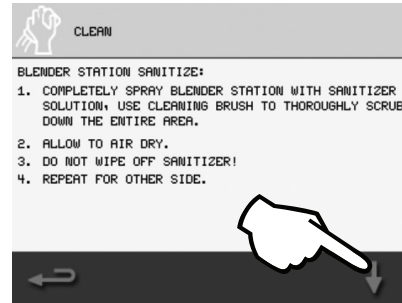 CLEAN
BLENDER STATION SANITIZE:
1. COMPLETELY SPRAY BLENDER STATION WITH SANITIZER
SOLUTION, USE CLEANING BRUSH TO THOROUGHLY SCRUB
DOWN THE ENTIRE AREA.
2. ALLOW TO AIR DRY.
3. DO NOT WIPE OFF SANITIZER!
4. REPEAT FOR OTHER SIDE.